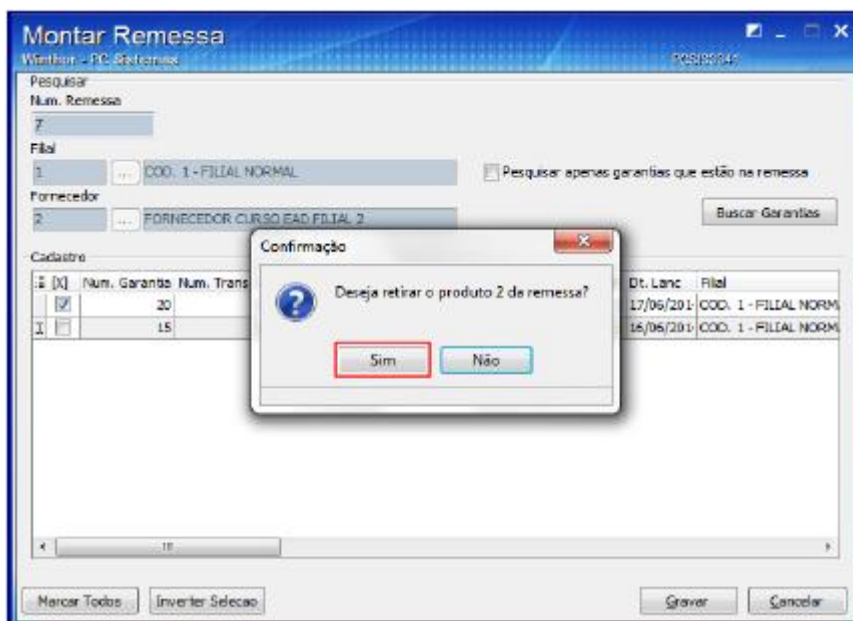 Montar Remessa
Winthor - PC Sistemas
Pesquisar
Num. Remessa
7
Filial
1 ... COD. 1 - FILIAL NORMAL
Pesquisar apenas garantias que estão na remessa
Fornecedor
2 ... FORNECEDOR CURSO EAD FILIAL 2
Buscar Garantias
Confirmação
Cadastro
[X] Num. Garantia Num. Trans Dt. Lanc Filial
Deseja retirar o produto 2 da remessa?
20 17/06/201 COD. 1 - FILIAL NORM
15 16/06/201 COD. 1 - FILIAL NORM
Sim Não
Marcar Todos Inverter Selecao Gravar Cancelar